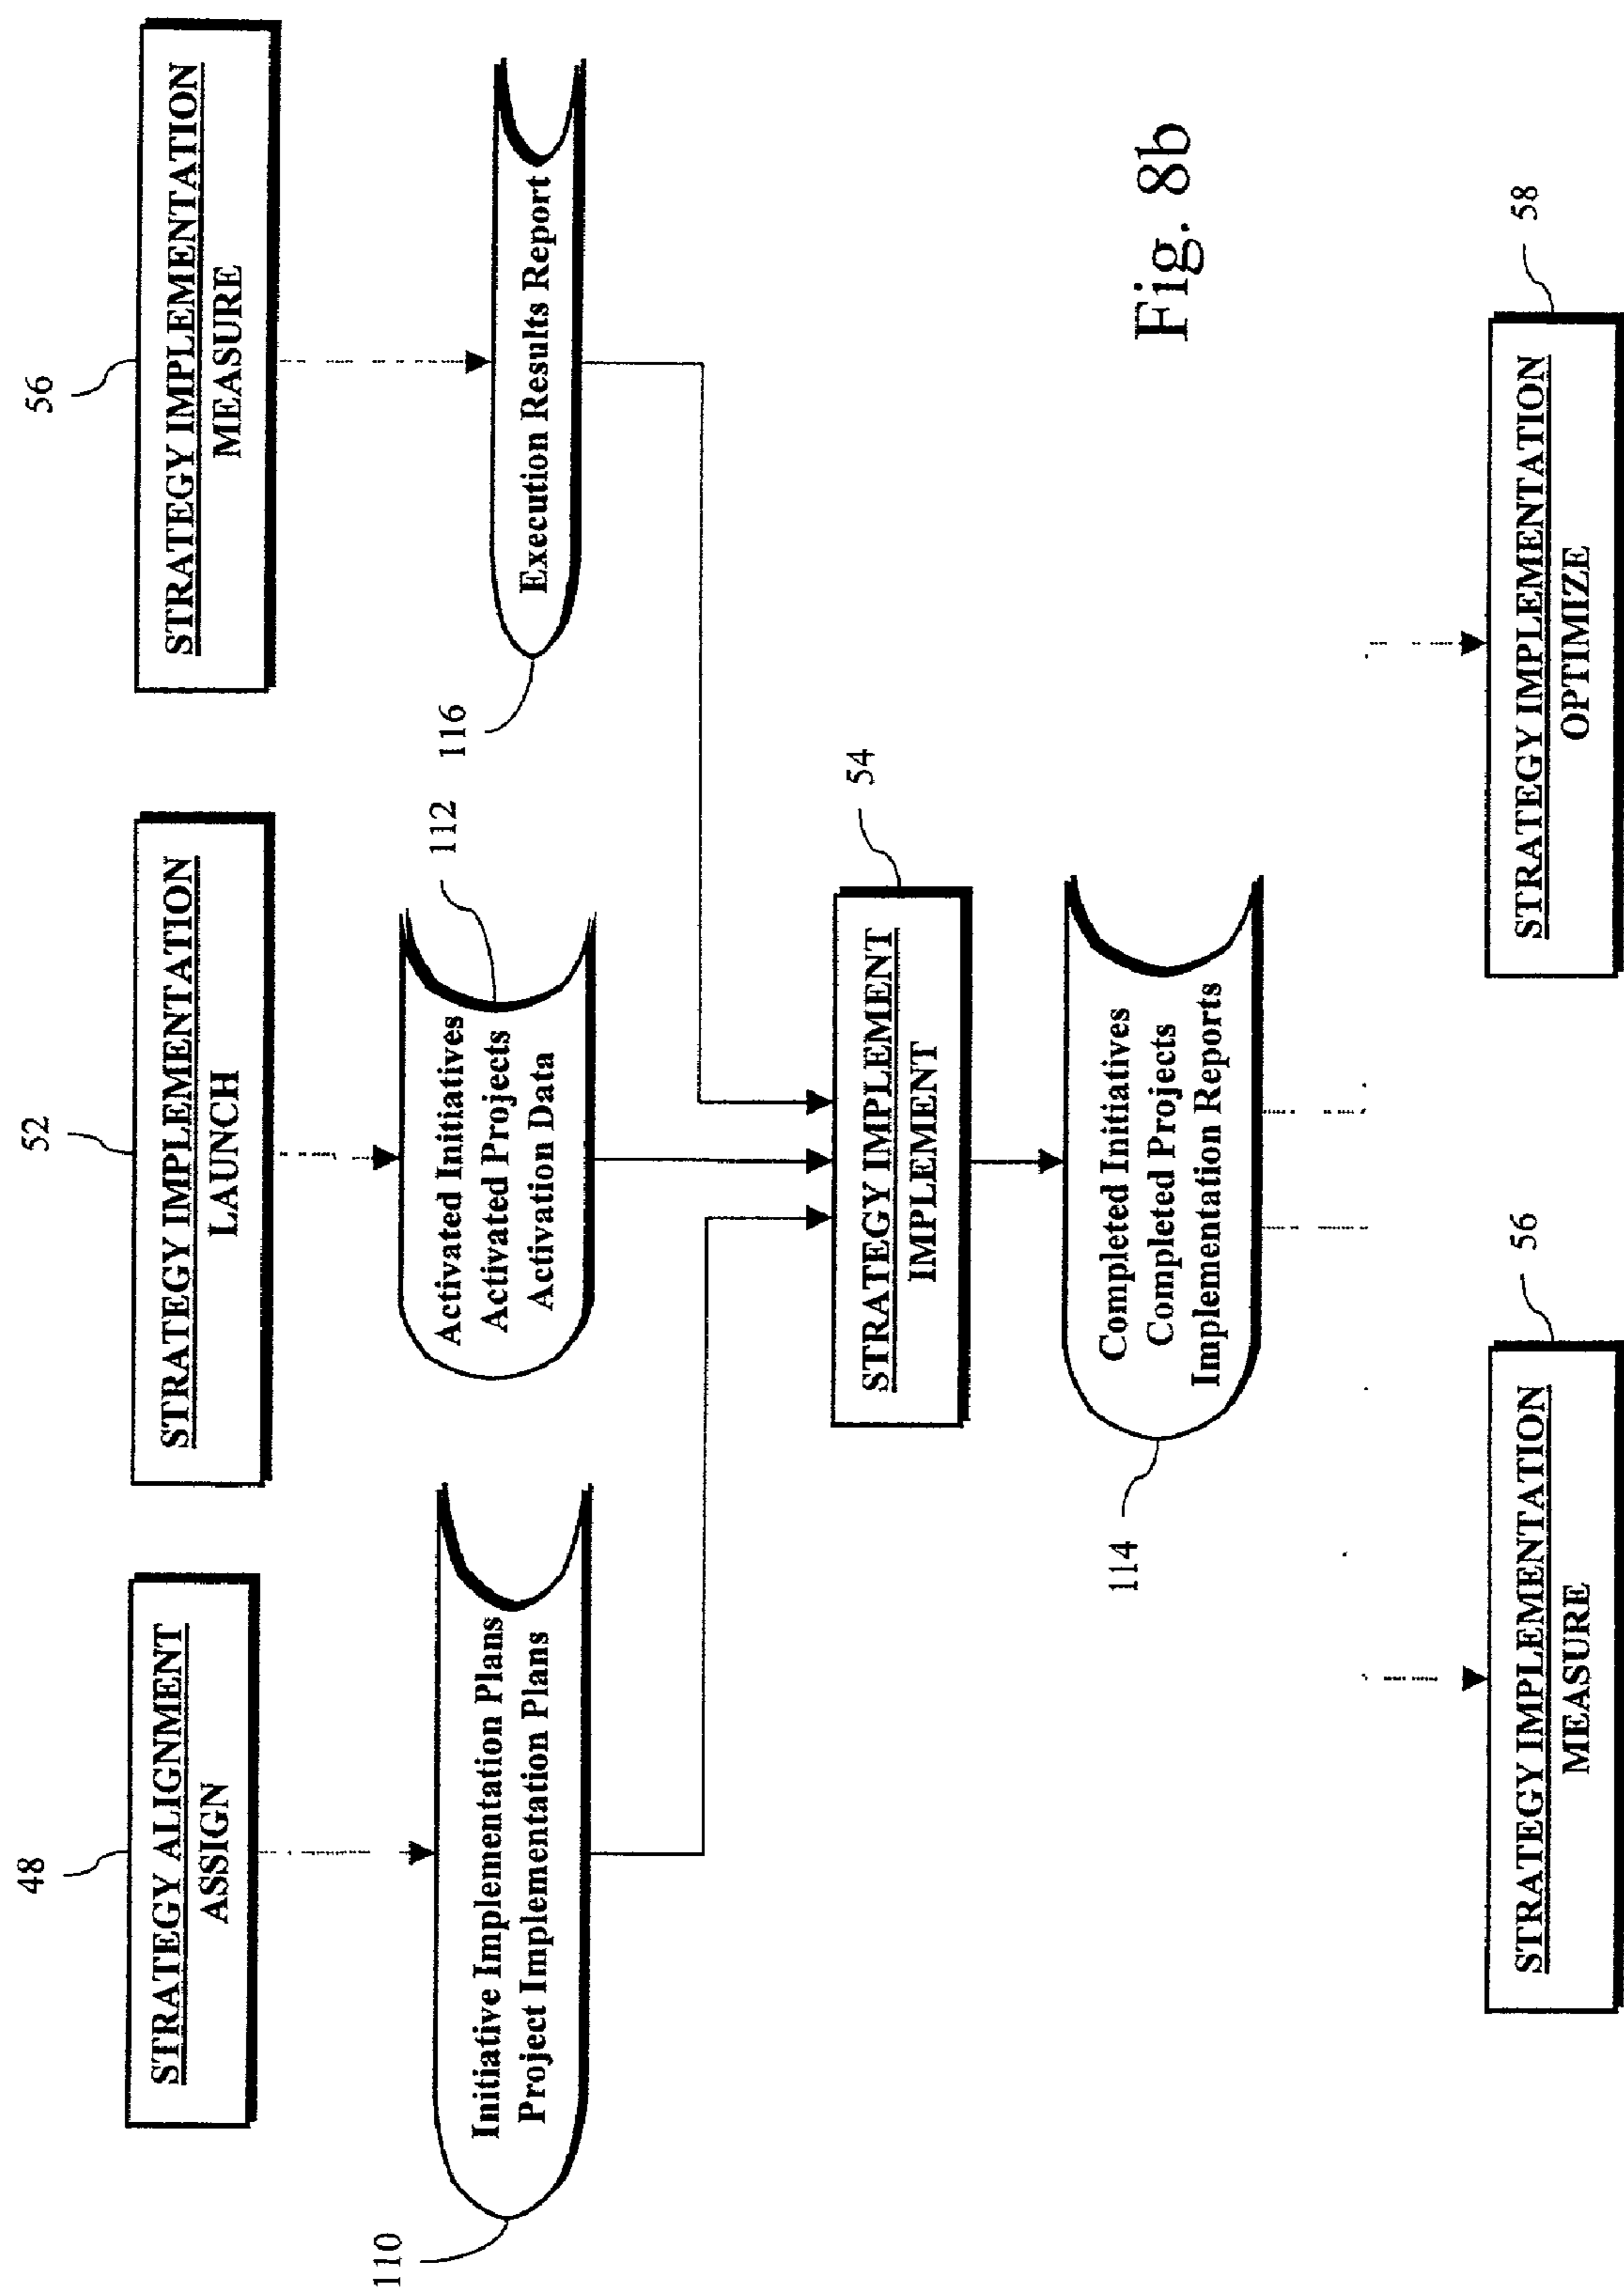 48
STRATEGY ALIGNMENT
ASSIGN
52
STRATEGY IMPLEMENTATION
LAUNCH
56
STRATEGY IMPLEMENTATION
MEASURE
110
Initiative Implementation Plans
Project Implementation Plans
Activated Initiatives
Activated Projects
Activation Data
112
116
Execution Results Report
54
STRATEGY IMPLEMENT
IMPLEMENT
114
Completed Initiatives
Completed Projects
Implementation Reports
Fig. 8b
56
STRATEGY IMPLEMENTATION
MEASURE
58
STRATEGY IMPLEMENTATION
OPTIMIZE